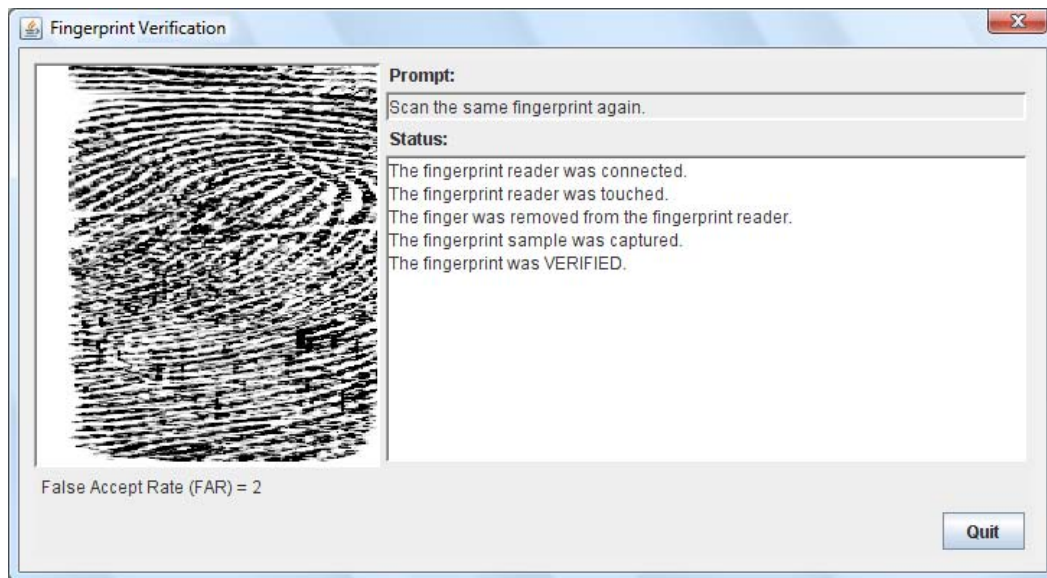 Fingerprint Verification
Prompt:
Scan the same fingerprint again.
Status:
The fingerprint reader was connected.
The fingerprint reader was touched.
The finger was removed from the fingerprint reader.
The fingerprint sample was captured.
The fingerprint was VERIFIED.
False Accept Rate (FAR) = 2
Quit